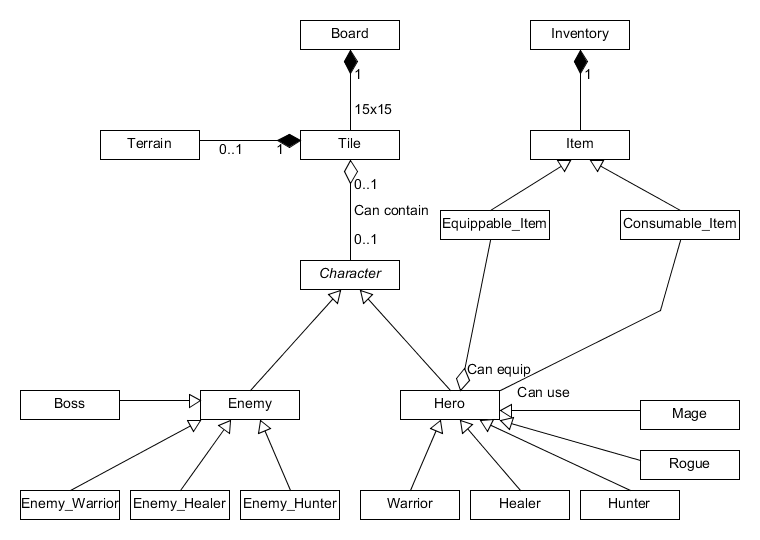 Board
Inventory
1
1
15x15
Terrain
0..1
1
Tile
Item
0..1
Can contain
0..1
Equippable_Item
Consumable_Item
Character
Can equip
Can use
Boss
Enemy
Hero
Mage
Rogue
Enemy_Warrior
Enemy_Healer
Enemy_Hunter
Warrior
Healer
Hunter